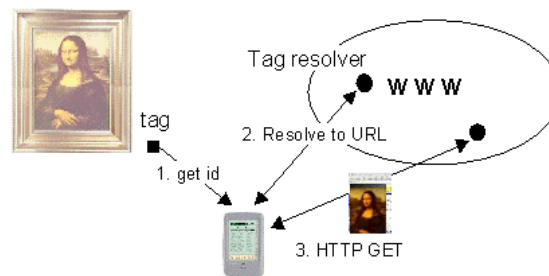 Tag resolver
W W W
tag
2. Resolve to URL
1. get id
3. HTTP GET